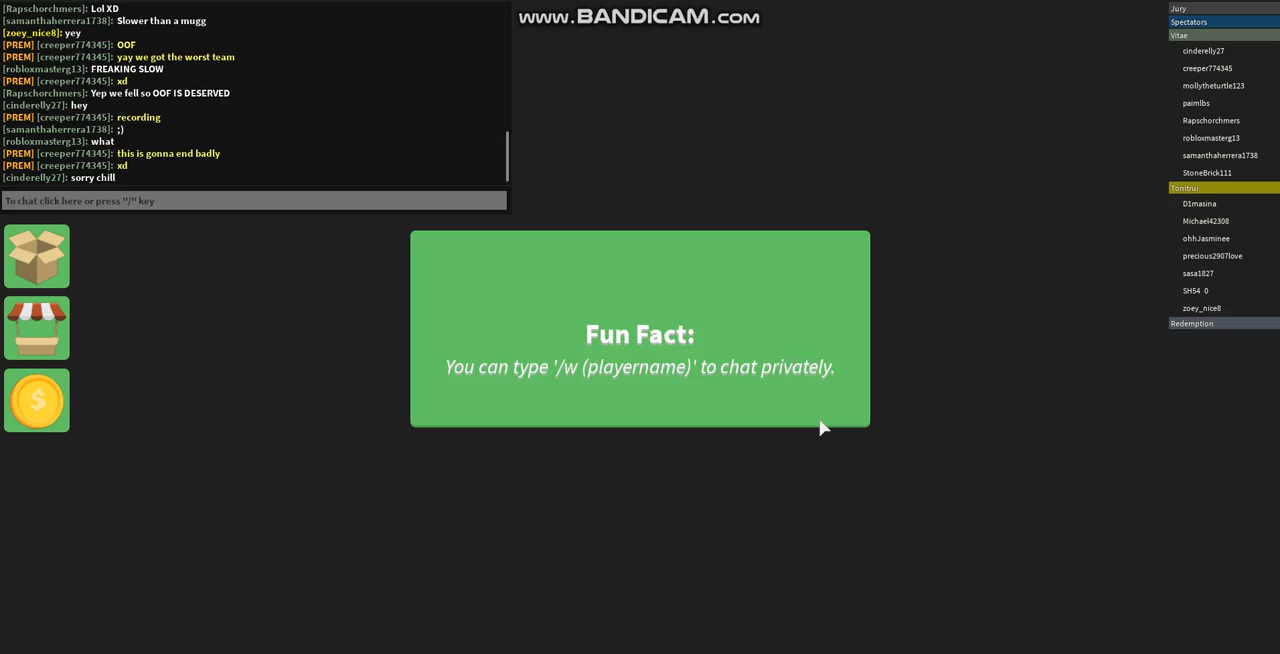 [Rapschorchmers]: Lol XD
[samanthaherrera1738]: Slower than a mugg
[zoey_nice8]: yey
[PREM] [creeper774345]: OOF
[PREM] [creeper774345]: yay we got the worst team
[robloxmasterg13]: FREAKING SLOW
[PREM] [creeper774345]: xd
[Rapschorchmers]: Yep we fell so OOF IS DESERVED
[cinderelly27]: hey
[PREM] [creeper774345]: recording
[samanthaherrera1738]: ;)
[robloxmasterg13]: what
[PREM] [creeper774345]: this is gonna end badly
[PREM] [creeper774345]: xd
[cinderelly27]: sorry chill
To chat click here or press "/" key
www.BANDICAM.com
Fun Fact:
You can type '/w (playername)' to chat privately.
$
Jury
Spectators
Vitae
cinderelly27
creeper774345
mollytheturtle123
paimlbs
Rapschorchmers
robloxmasterg13
samanthaherrera1738
StoneBrick111
Tonitrui
D1masina
Michael42308
ohhJasminee
precious2907love
sasa1827
SH54_0
zoey_nice8
Redemption